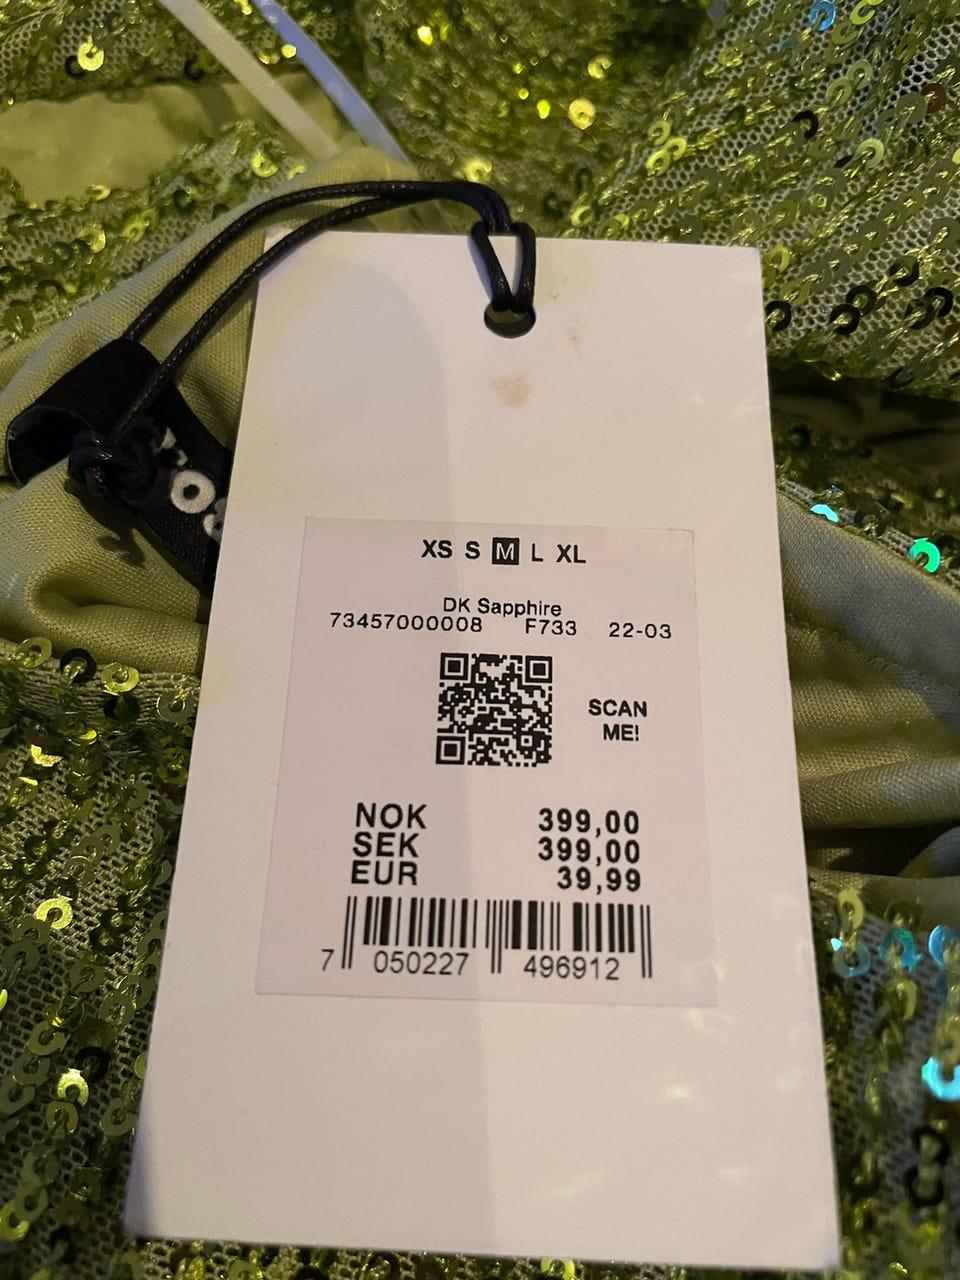 XS S M L XL
DK Sapphire
73457000008 F733 22-03
SCAN
ME!
NOK 399,00
SEK 399,00
EUR 39,99
7 050227 496912